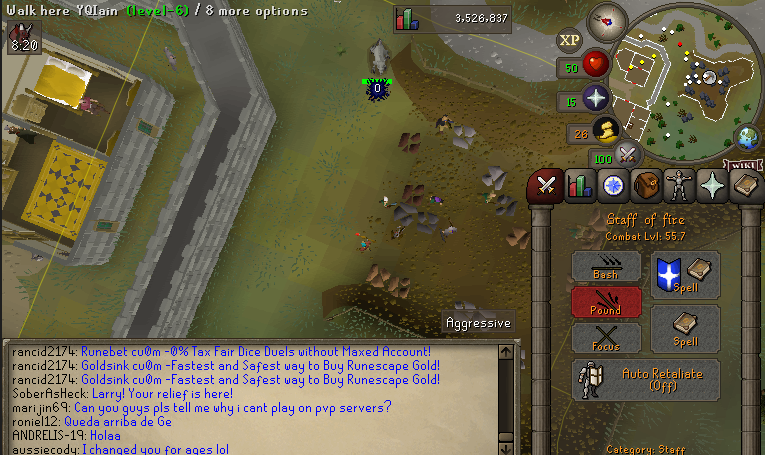 Walk here YQIain (level-6) / 8 more options
3,526,837
8:20
XP
50
15
26
100
0
WIKI
Staff of fire
Combat Lvl: 55.7
Bash
Spell
Pound
Spell
Focus
Aggressive
Auto Retaliate
(Off)
Category: Staff
rancid2174: Runebet cu0m -0% Tax Fair Dice Duels without Maxed Account!
rancid2174: Goldsink cu0m -Fastest and Safest way to Buy Runescape Gold!
rancid2174: Goldsink cu0m -Fastest and Safest way to Buy Runescape Gold!
SoberAsHeck: Larry! Your relief is here!
marijin69: Can you guys pls tell me why i cant play on pvp servers?
roniel12: Queda arriba de Ge
ANDRELIS-19: Holaa
aussiecody: I changed you for ages lol